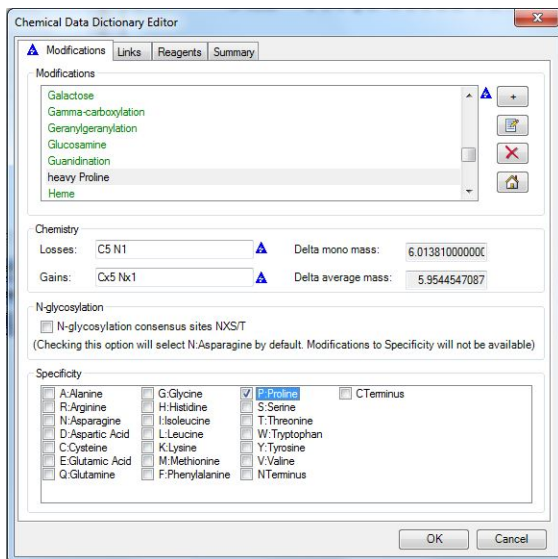 Chemical Data Dictionary Editor
x
Modifications Links Reagents Summary
Modifications
Galactose
Gamma-carboxylation
Geranylgeranylation
Glucosamine
Guanidination
heavy Proline
Heme
+
Chemistry
Losses: C5 N1 Delta mono mass: 6.01381000000
Gains: Cx5 Nx1 Delta average mass: 5.9544547087
N-glycosylation
N-glycosylation consensus sites NXS/T
(Checking this option will select N:Asparagine by default. Modifications to Specificity will not be available)
Specificity
A:Alanine G:Glycine P:Proline CTerminus
R:Arginine H:Histidine S:Serine
N:Asparagine I:Isoleucine T:Threonine
D:Aspartic Acid L:Leucine W:Tryptophan
C:Cysteine K:Lysine Y:Tyrosine
E:Glutamic Acid M:Methionine V:Valine
Q:Glutamine F:Phenylalanine NTerminus
OK Cancel